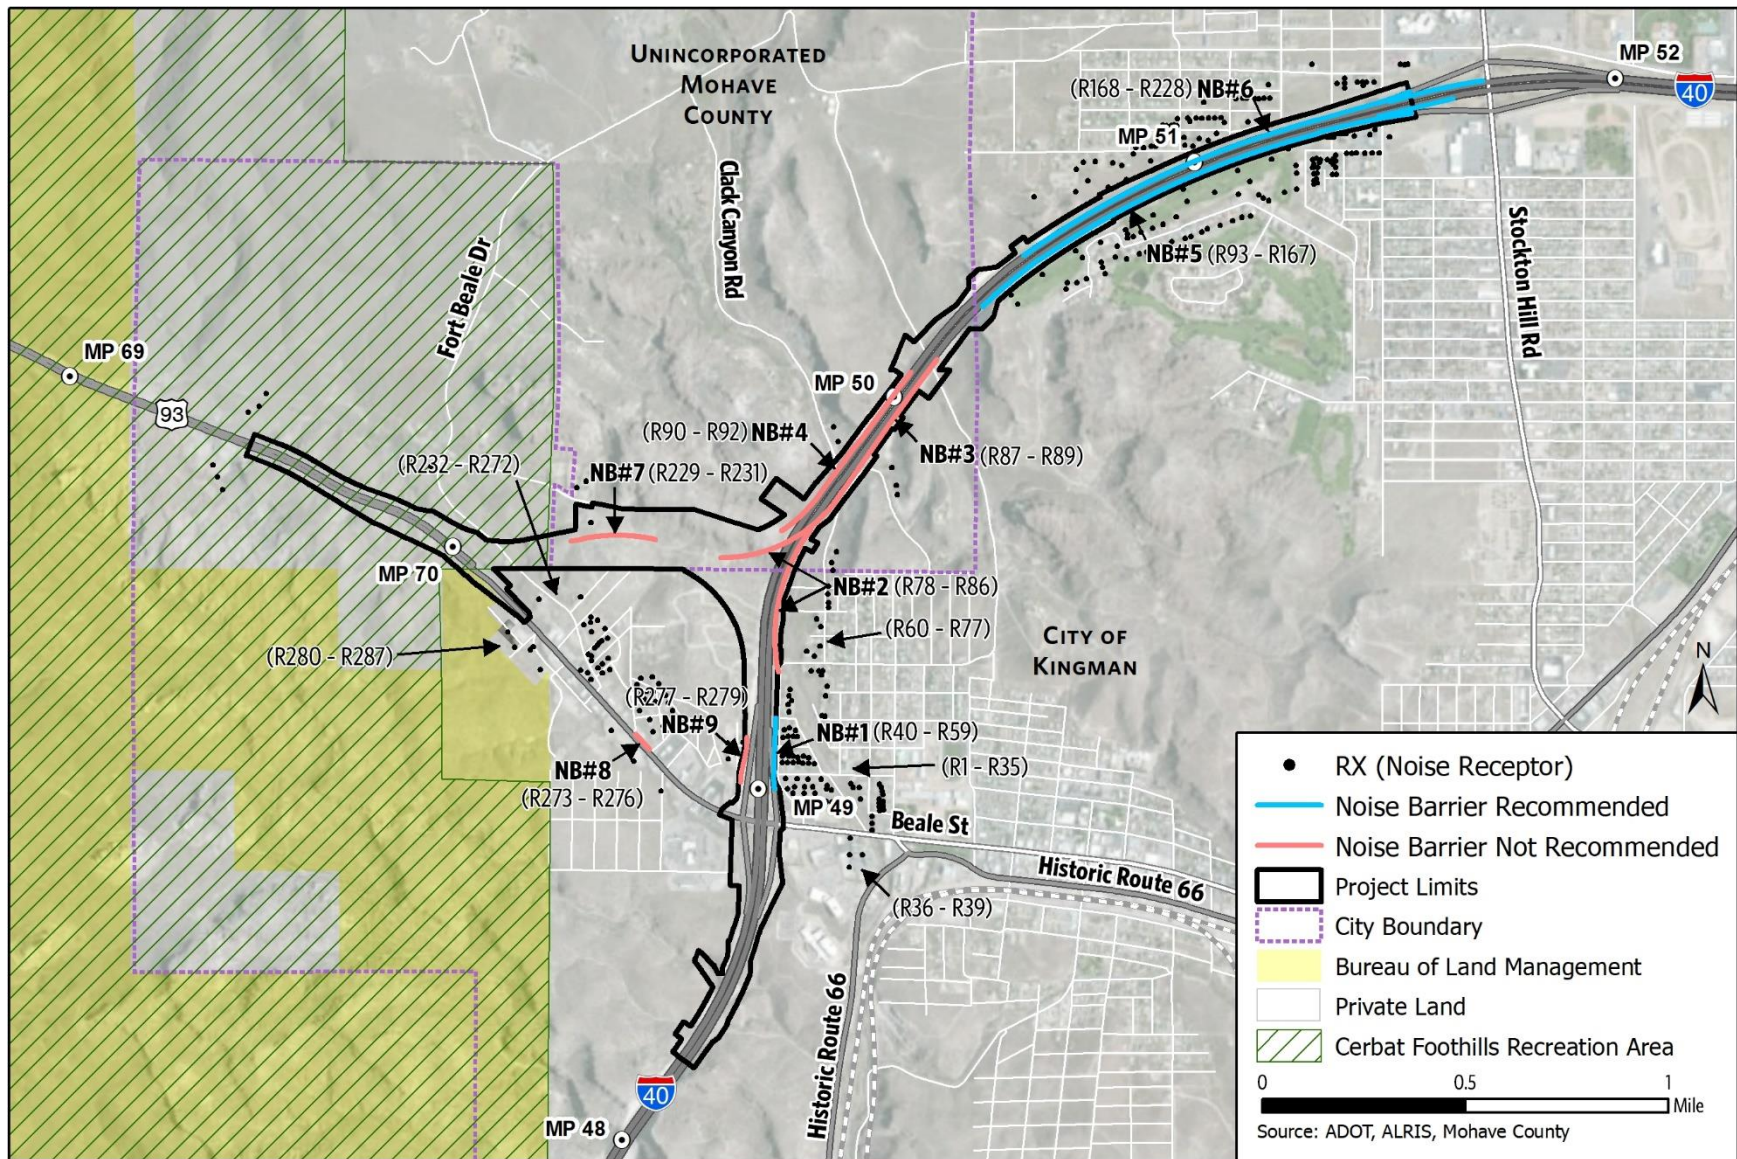 UNINCORPORATED
MOHAVE
COUNTY
MP 52
40
(R168 - R228) NB#6
MP 51
NB#5 (R93 - R167)
Stockton Hill Rd
Clack Canyon Rd
Fort Beale Dr
MP 69
93
MP 50
(R90 - R92) NB#4
NB#3 (R87 - R89)
(R232 - R272)
NB#7 (R229 - R231)
MP 70
NB#2 (R78 - R86)
(R60 - R77)
CITY OF
KINGMAN
(R280 - R287)
(R277 - R279)
NB#9
NB#1 (R40 - R59)
(R1 - R35)
NB#8
(R273 - R276)
MP 49
Beale St
Historic Route 66
(R36 - R39)
Historic Route 66
40
MP 48
N
RX (Noise Receptor)
Noise Barrier Recommended
Noise Barrier Not Recommended
Project Limits
City Boundary
Bureau of Land Management
Private Land
Cerbat Foothills Recreation Area
0 0.5 1
Mile
Source: ADOT, ALRIS, Mohave County